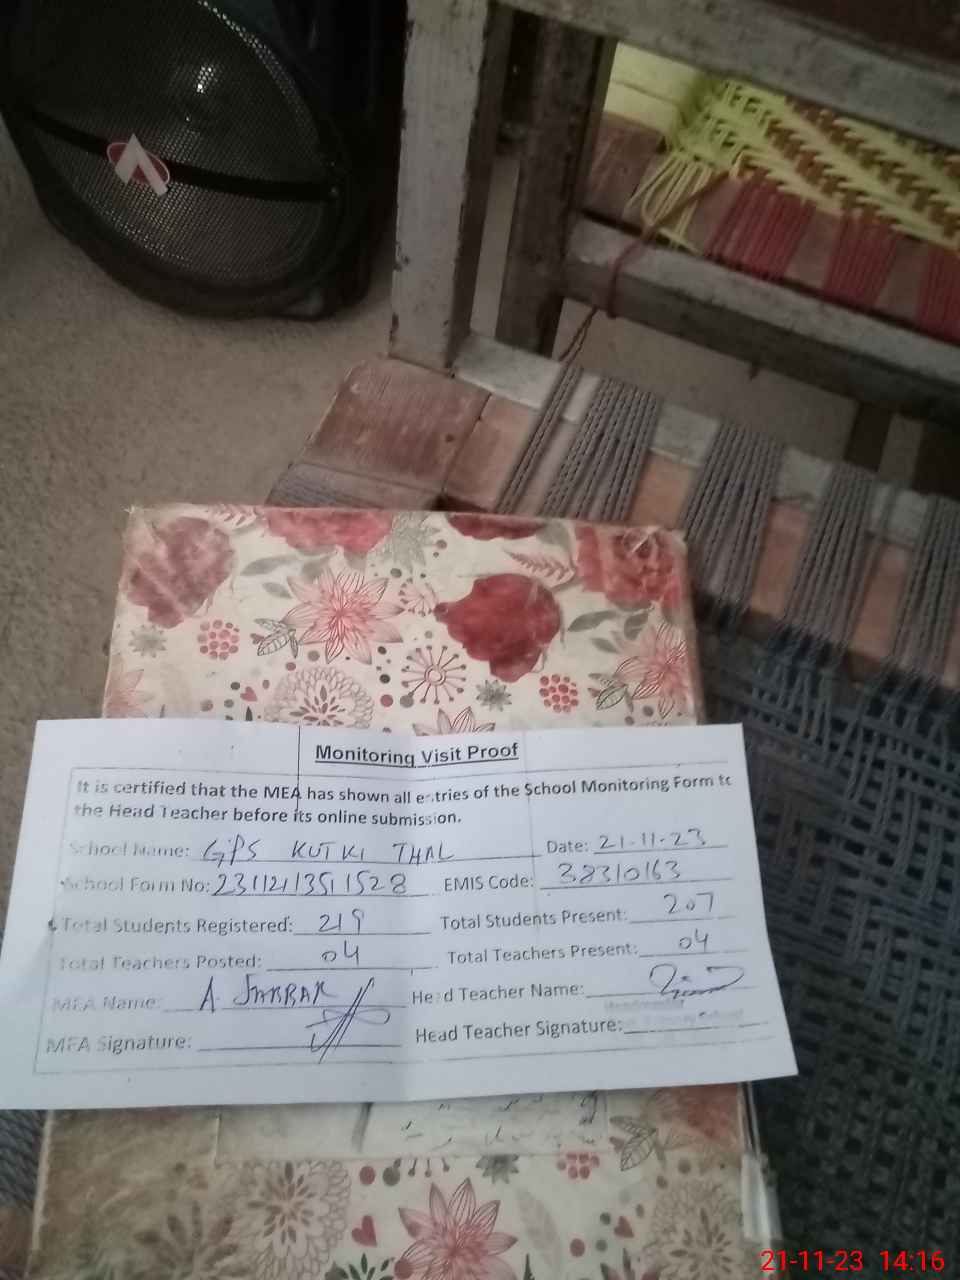 Monitoring Visit Proof
It is certified that the MEA has shown all entries of the School Monitoring Form to
the Head Teacher before its online submission.
School Name: GPS KUTKI THAL Date: 21-11-23
School Form No: 23112113511528 EMIS Code: 38310163
Total Students Registered: 219 Total Students Present: 207
Total Teachers Posted: 04 Total Teachers Present: 04
MEA Name: A. JABBAR Head Teacher Name:
MEA Signature: Head Teacher Signature:
21-11-23 14:16